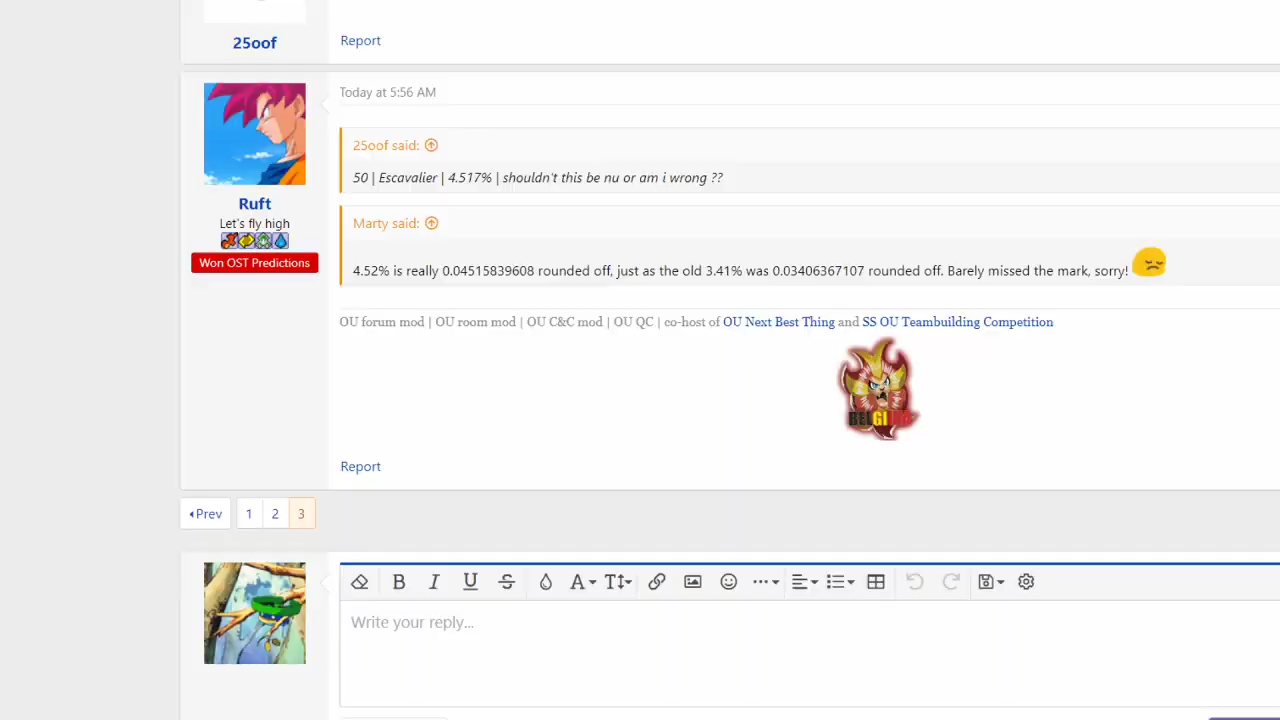 25oof
Report
Today at 5:56 AM
25oof said:
50 | Escavalier | 4.517% | shouldn't this be nu or am i wrong ??
Ruft
Let's fly high
Won OST Predictions
Marty said:
4.52% is really 0.04515839608 rounded off, just as the old 3.41% was 0.03406367107 rounded off. Barely missed the mark, sorry!
OU forum mod | OU room mod | OU C&C mod | OU QC | co-host of OU Next Best Thing and SS OU Teambuilding Competition
Report
Prev 1 2 3
B I U S A T
Write your reply...